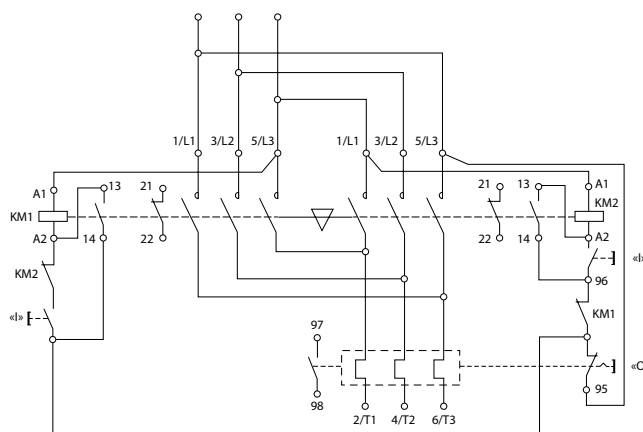 1/L1 3/L2 5/L3 1/L1 3/L2 5/L3
A1 13 21 21 13 A1
KM1 KM2
A2 14 22 22 14 A2
KM2 «I»
96
«I» KM1
97
«O
98 95
2/T1 4/T2 6/T3